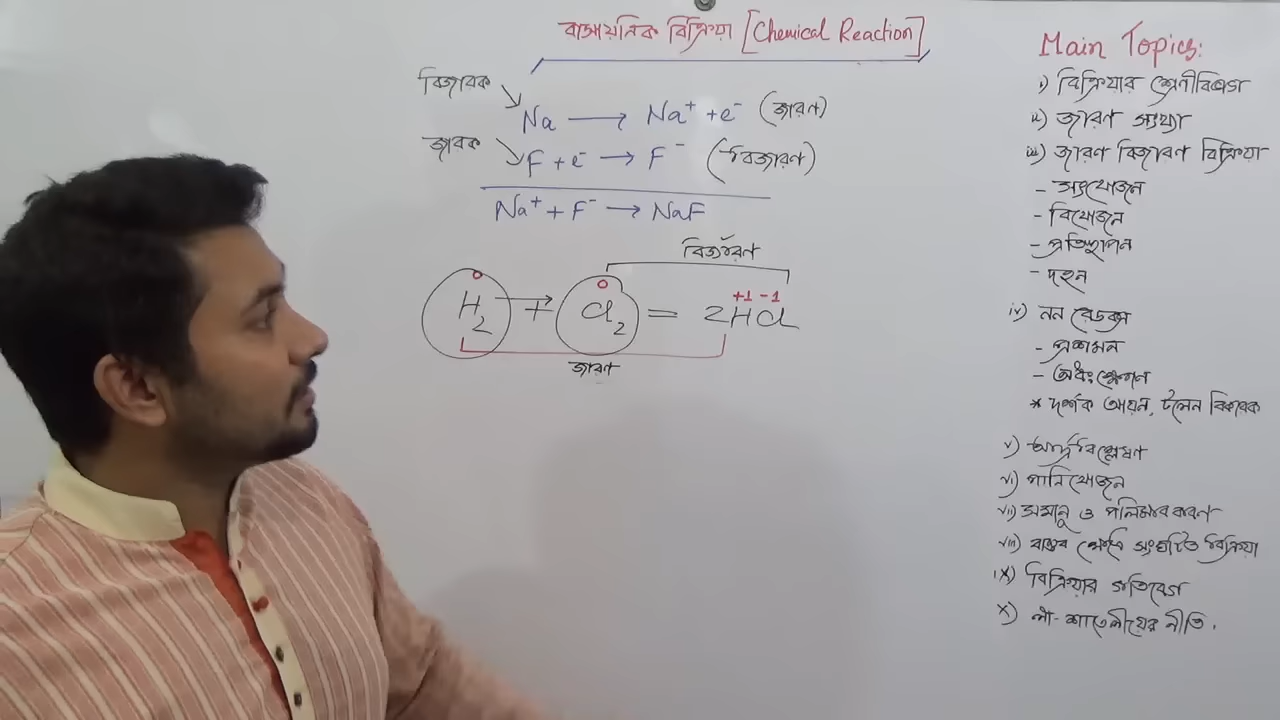 রাসায়নিক বিক্রিয়া [Chemical Reaction]
বিজারক
Na → Na⁺ + e⁻ (জারণ)
জারক
F + e⁻ → F⁻ (বিজারণ)
Na⁺ + F⁻ → NaF
বিজারণ
0 0 +1 -1
H₂ + Cl₂ = 2HCl
জারণ
Main Topics:
i) বিক্রিয়ার শ্রেণীবিভাগ
ii) জারণ সংখ্যা
iii) জারণ বিজারণ বিক্রিয়া
- সংযোজন
- বিযোজন
- প্রতিস্থাপন
- দহন
iv) নন রেডক্স
- প্রশমন
- অধঃক্ষেপন
* দর্শক আয়ন, টলেন বিকারক
v) আর্দ্রবিশ্লেষণ
vi) পানিযোজন
vii) সমানু ও পলিমারকরণ
viii) বাস্তব ক্ষেত্রে সংঘটিত বিক্রিয়া
ix) বিক্রিয়ার গতিবেগ
x) লা-শাতেলীয়ের নীতি.